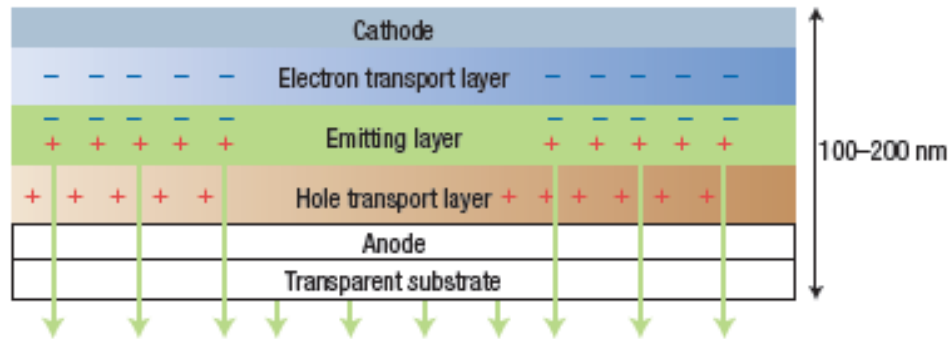 Cathode
Electron transport layer
Emitting layer
100–200 nm
Hole transport layer
Anode
Transparent substrate